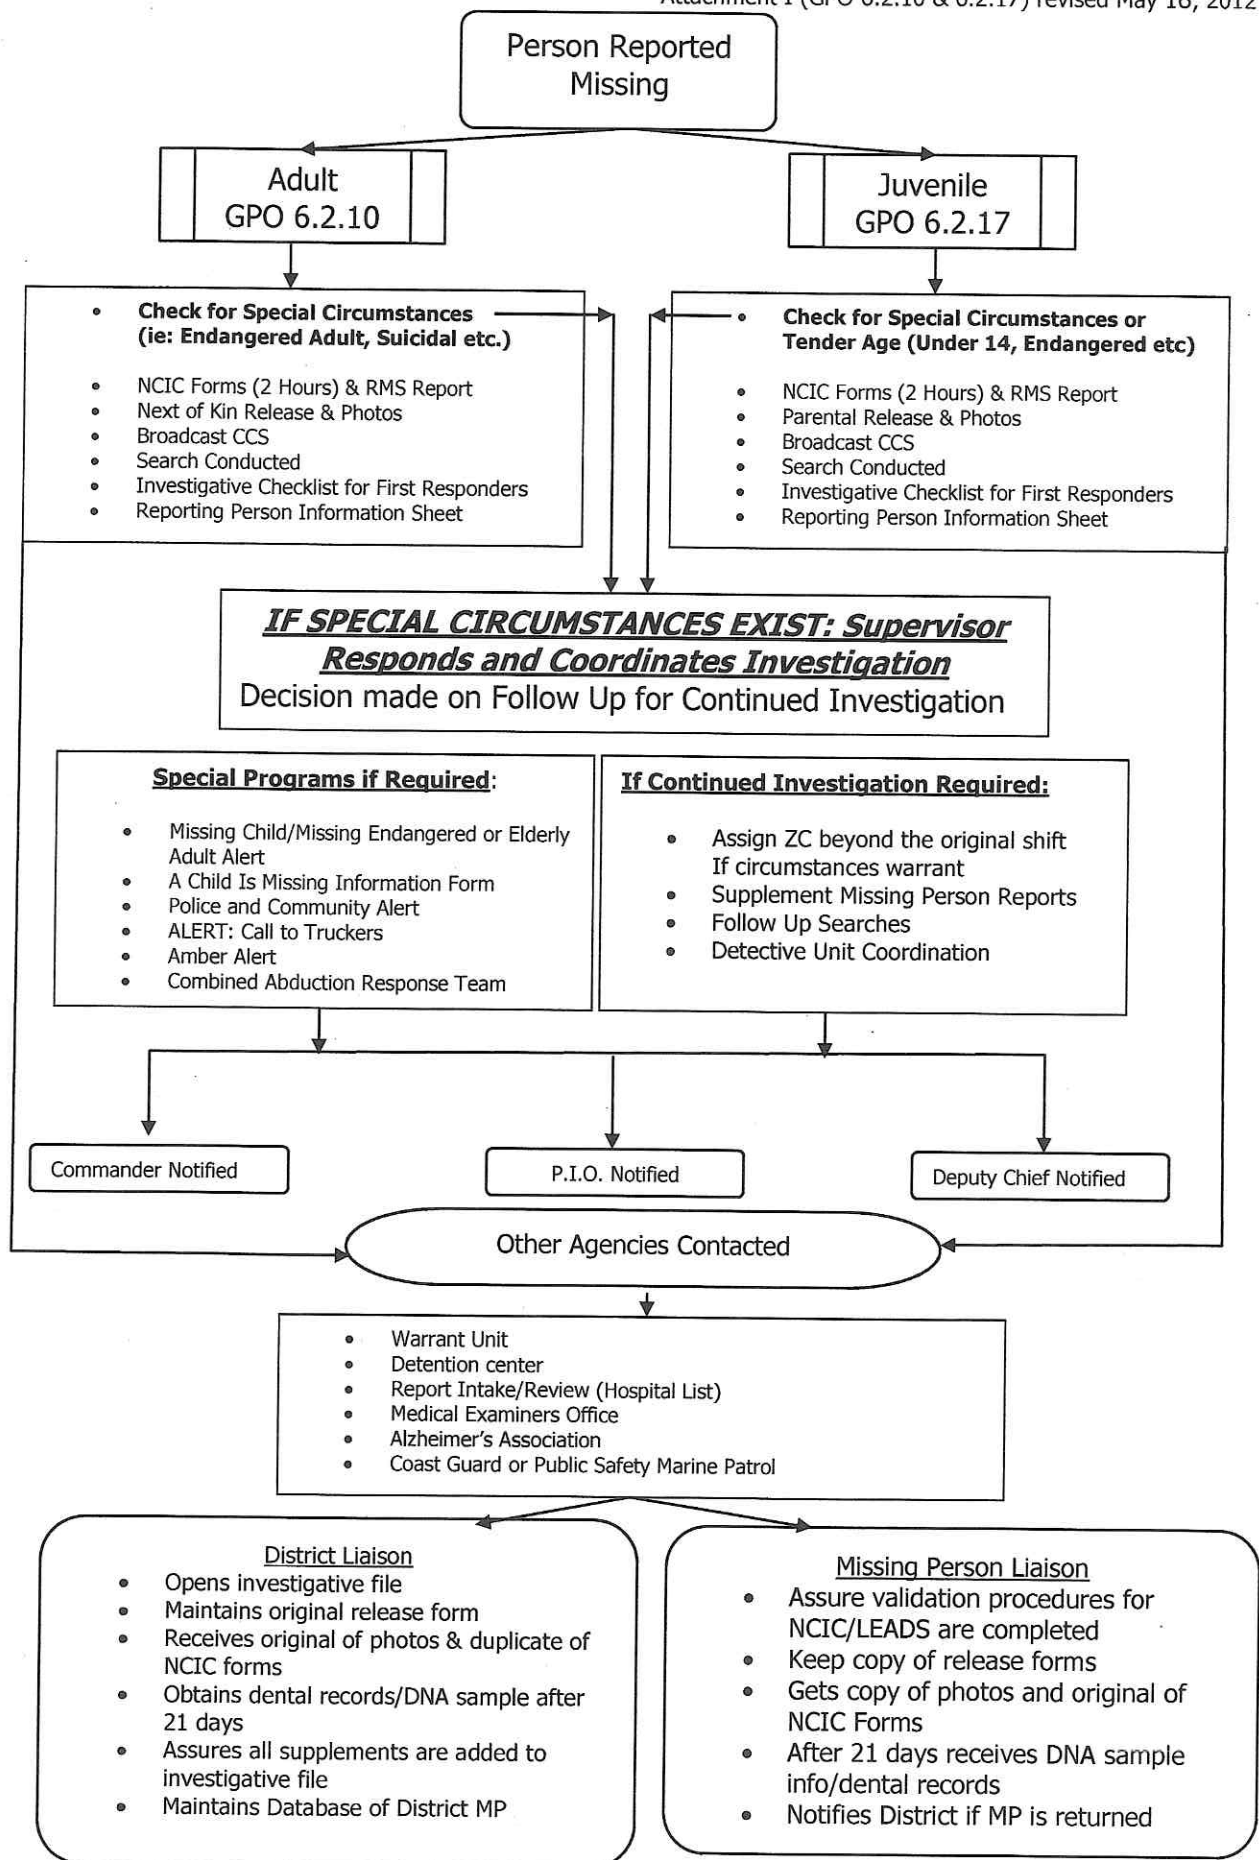 Attachment I (GPO 6.2.10 & 6.2.17) revised May 16, 2012
Person Reported
Missing
Adult
GPO 6.2.10
Juvenile
GPO 6.2.17
• Check for Special Circumstances
(ie: Endangered Adult, Suicidal etc.)
• NCIC Forms (2 Hours) & RMS Report
• Next of Kin Release & Photos
• Broadcast CCS
• Search Conducted
• Investigative Checklist for First Responders
• Reporting Person Information Sheet
• Check for Special Circumstances or
Tender Age (Under 14, Endangered etc)
• NCIC Forms (2 Hours) & RMS Report
• Parental Release & Photos
• Broadcast CCS
• Search Conducted
• Investigative Checklist for First Responders
• Reporting Person Information Sheet
IF SPECIAL CIRCUMSTANCES EXIST: Supervisor
Responds and Coordinates Investigation
Decision made on Follow Up for Continued Investigation
Special Programs if Required:
• Missing Child/Missing Endangered or Elderly
Adult Alert
• A Child Is Missing Information Form
• Police and Community Alert
• ALERT: Call to Truckers
• Amber Alert
• Combined Abduction Response Team
If Continued Investigation Required:
• Assign ZC beyond the original shift
If circumstances warrant
• Supplement Missing Person Reports
• Follow Up Searches
• Detective Unit Coordination
Commander Notified
P.I.O. Notified
Deputy Chief Notified
Other Agencies Contacted
• Warrant Unit
• Detention center
• Report Intake/Review (Hospital List)
• Medical Examiners Office
• Alzheimer's Association
• Coast Guard or Public Safety Marine Patrol
District Liaison
• Opens investigative file
• Maintains original release form
• Receives original of photos & duplicate of
NCIC forms
• Obtains dental records/DNA sample after
21 days
• Assures all supplements are added to
investigative file
• Maintains Database of District MP
Missing Person Liaison
• Assure validation procedures for
NCIC/LEADS are completed
• Keep copy of release forms
• Gets copy of photos and original of
NCIC Forms
• After 21 days receives DNA sample
info/dental records
• Notifies District if MP is returned